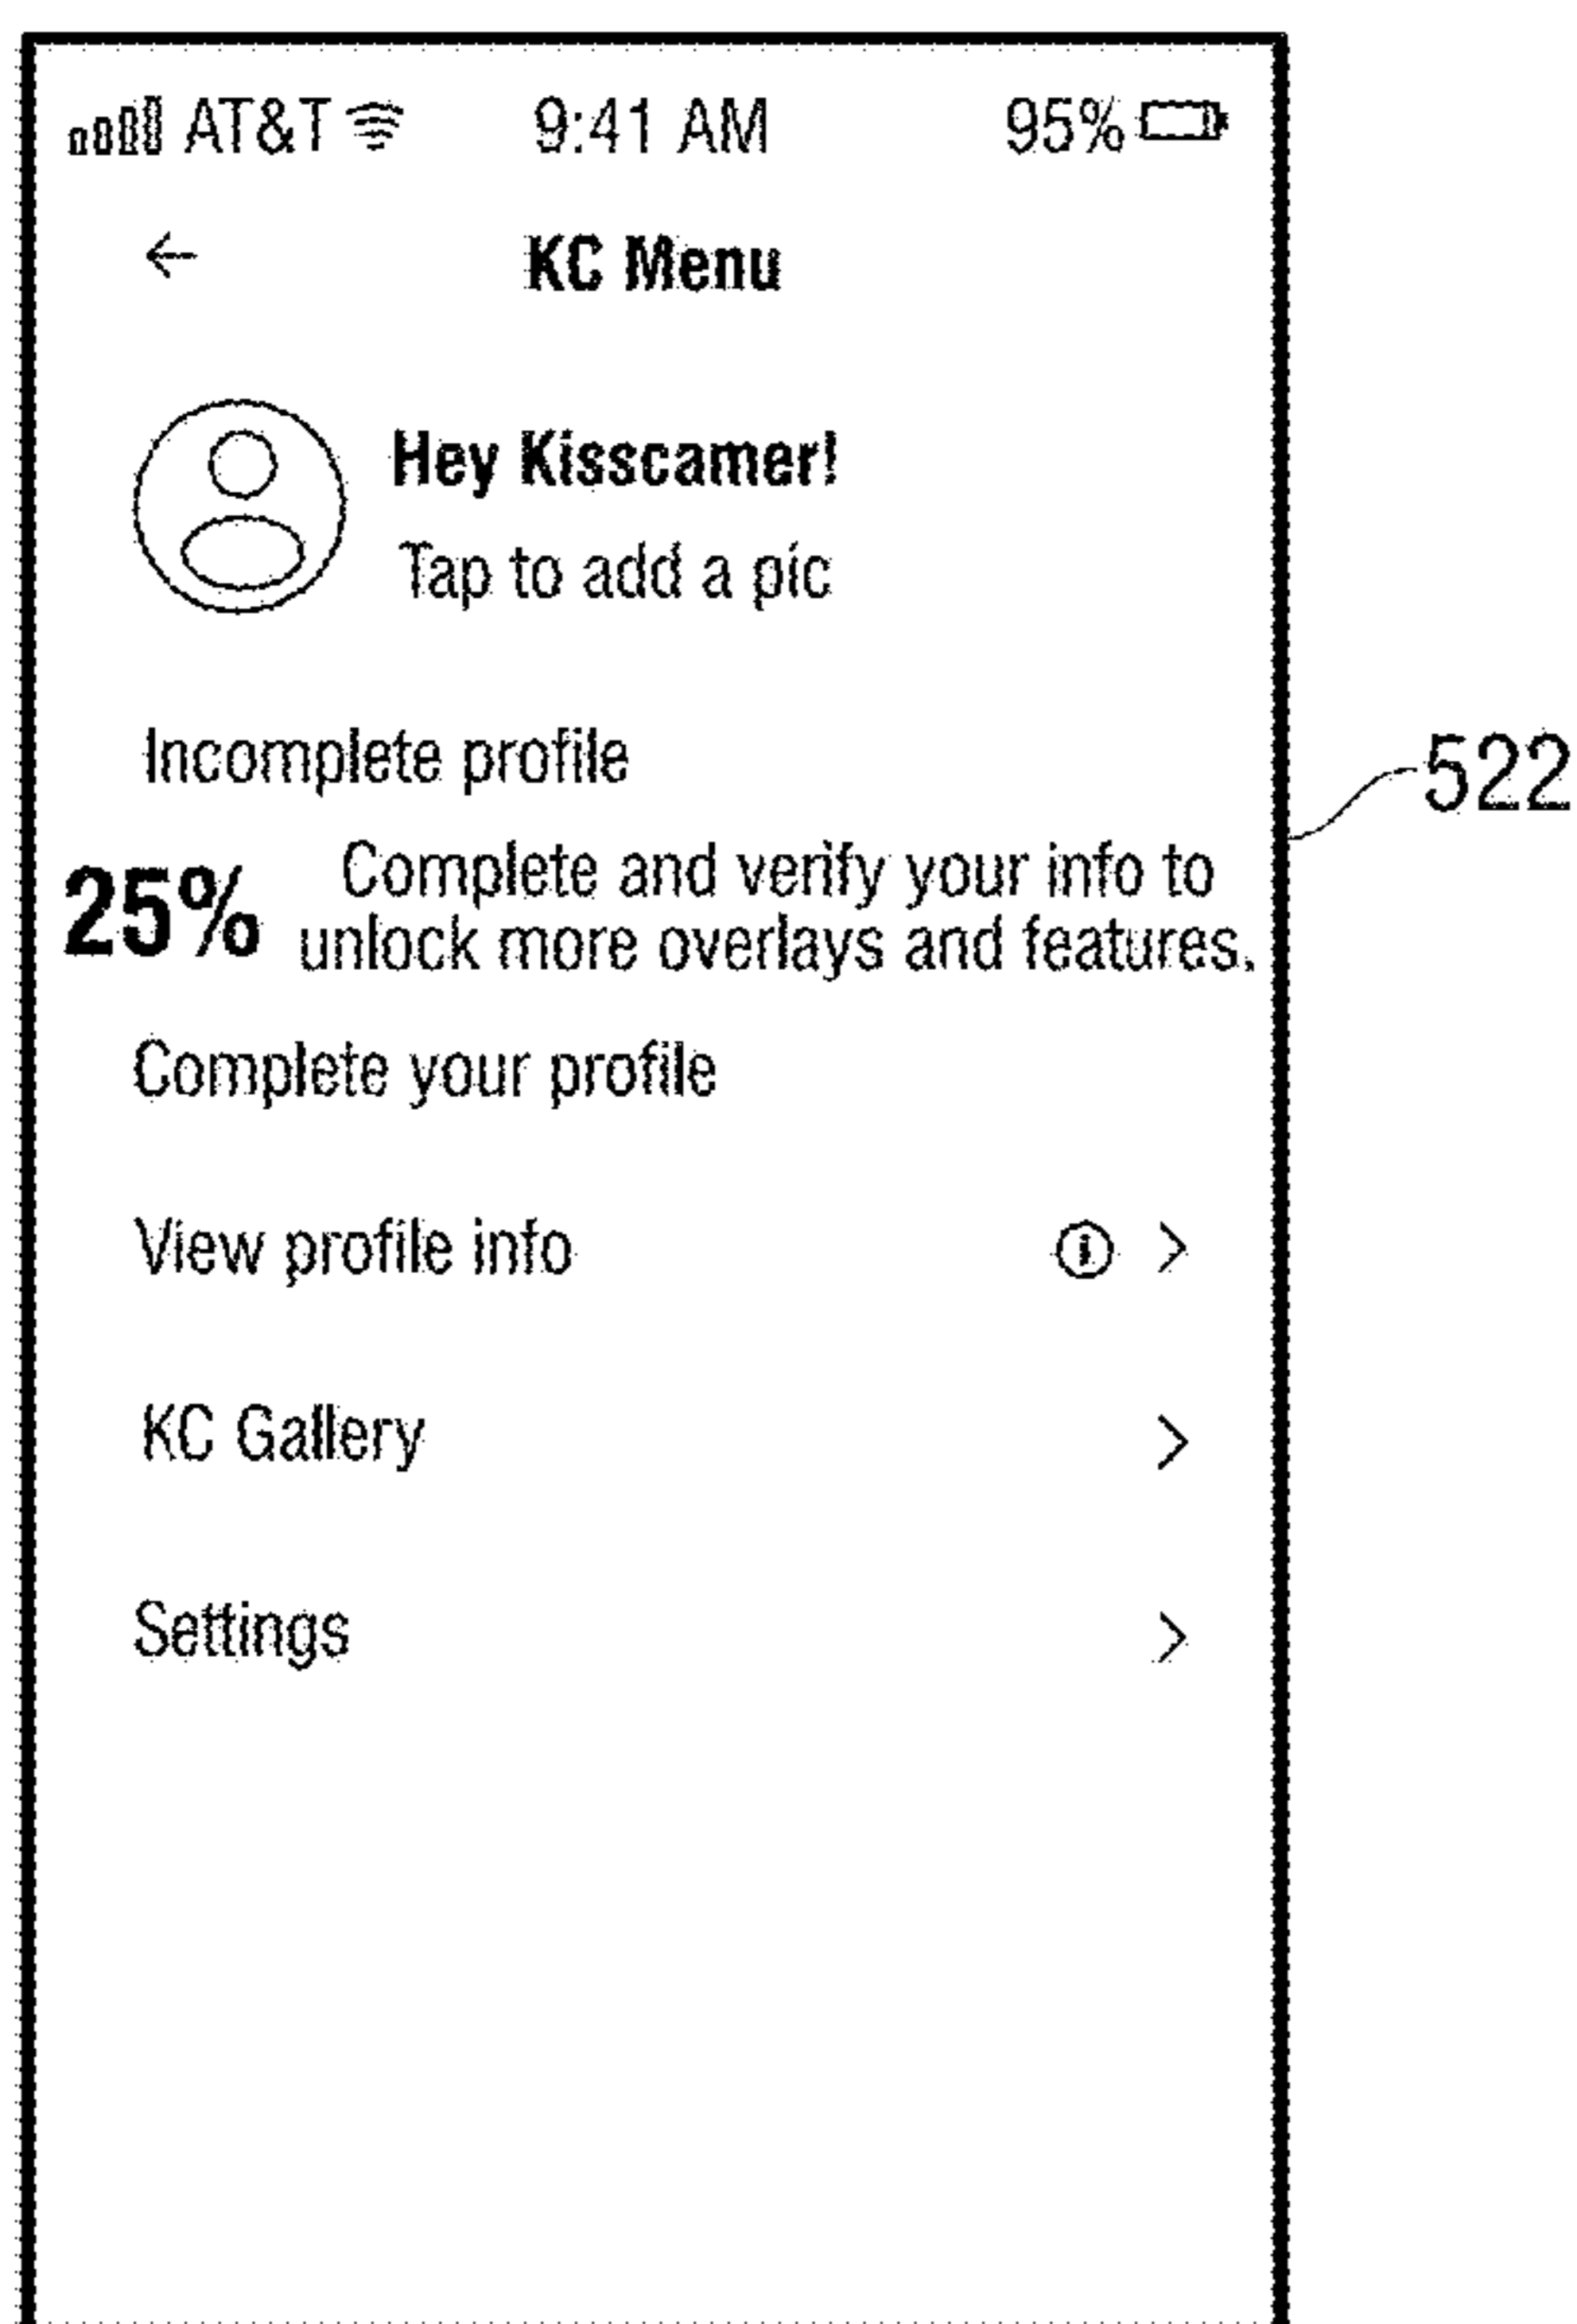 AT&T 9:41 AM 95%
KC Menu
Hey Kisscamer!
Tap to add a pic
Incomplete profile
522
25% Complete and verify your info to
unlock more overlays and features.
Complete your profile
View profile info
KC Gallery
Settings